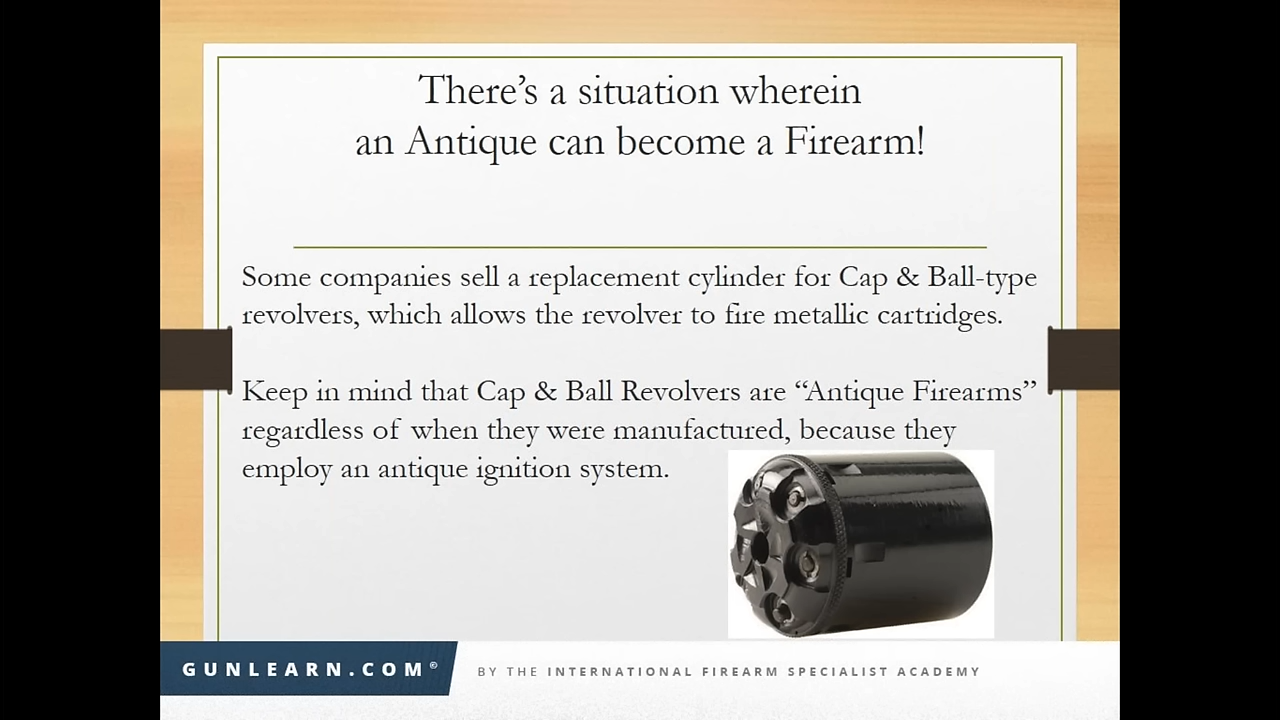 There’s a situation wherein
an Antique can become a Firearm!
Some companies sell a replacement cylinder for Cap & Ball-type
revolvers, which allows the revolver to fire metallic cartridges.
Keep in mind that Cap & Ball Revolvers are “Antique Firearms”
regardless of when they were manufactured, because they
employ an antique ignition system.
GUNLEARN.COM©
BY THE INTERNATIONAL FIREARM SPECIALIST ACADEMY